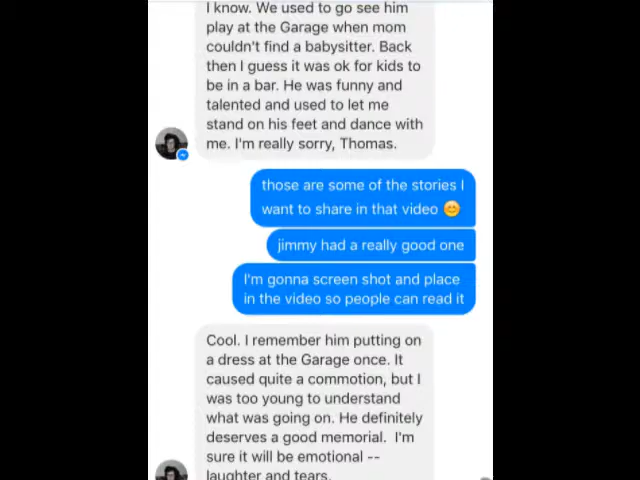 I know. We used to go see him
play at the Garage when mom
couldn't find a babysitter. Back
then I guess it was ok for kids to
be in a bar. He was funny and
talented and used to let me
stand on his feet and dance with
me. I'm really sorry, Thomas.
those are some of the stories I
want to share in that video 😊
jimmy had a really good one
I'm gonna screen shot and place
in the video so people can read it
Cool. I remember him putting on
a dress at the Garage once. It
caused quite a commotion, but I
was too young to understand
what was going on. He definitely
deserves a good memorial.  I'm
sure it will be emotional --
laughter and tears.